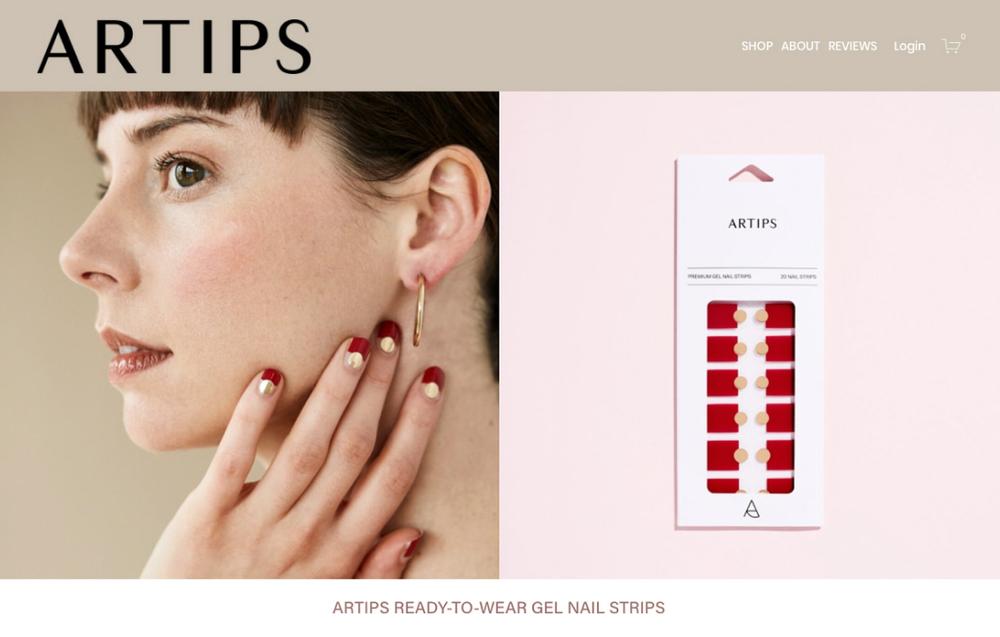 ARTIPS
SHOP ABOUT REVIEWS Login 0
ARTIPS
PREMIUM GEL NAIL STRIPS 20 NAIL STRIPS
ARTIPS READY-TO-WEAR GEL NAIL STRIPS